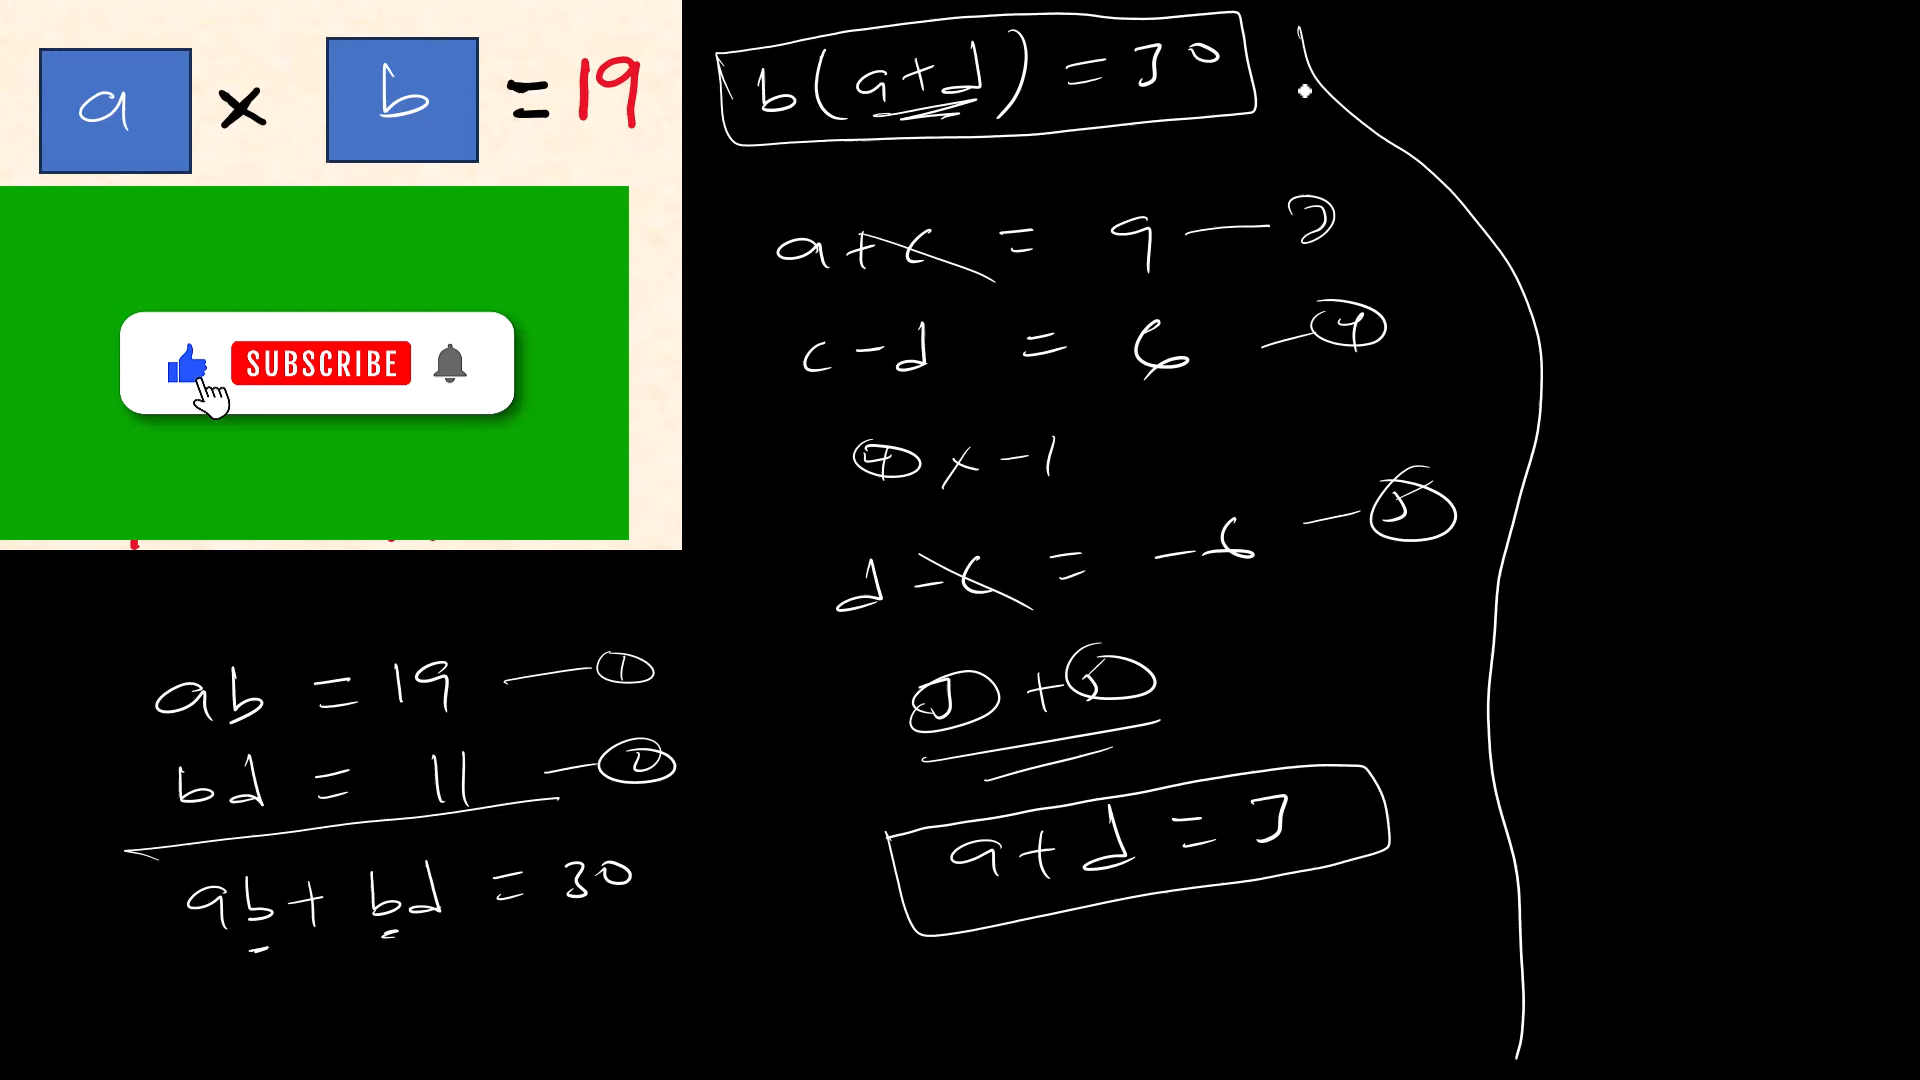 a × b = 19
SUBSCRIBE
ab = 19 — ①
bd = 11 — ②
ab + bd = 30
b(a+d) = 30
a + c = 9 — ③
c - d = 6 — ④
④ × -1
d - c = -6 — ⑤
③ + ⑤
a + d = 3